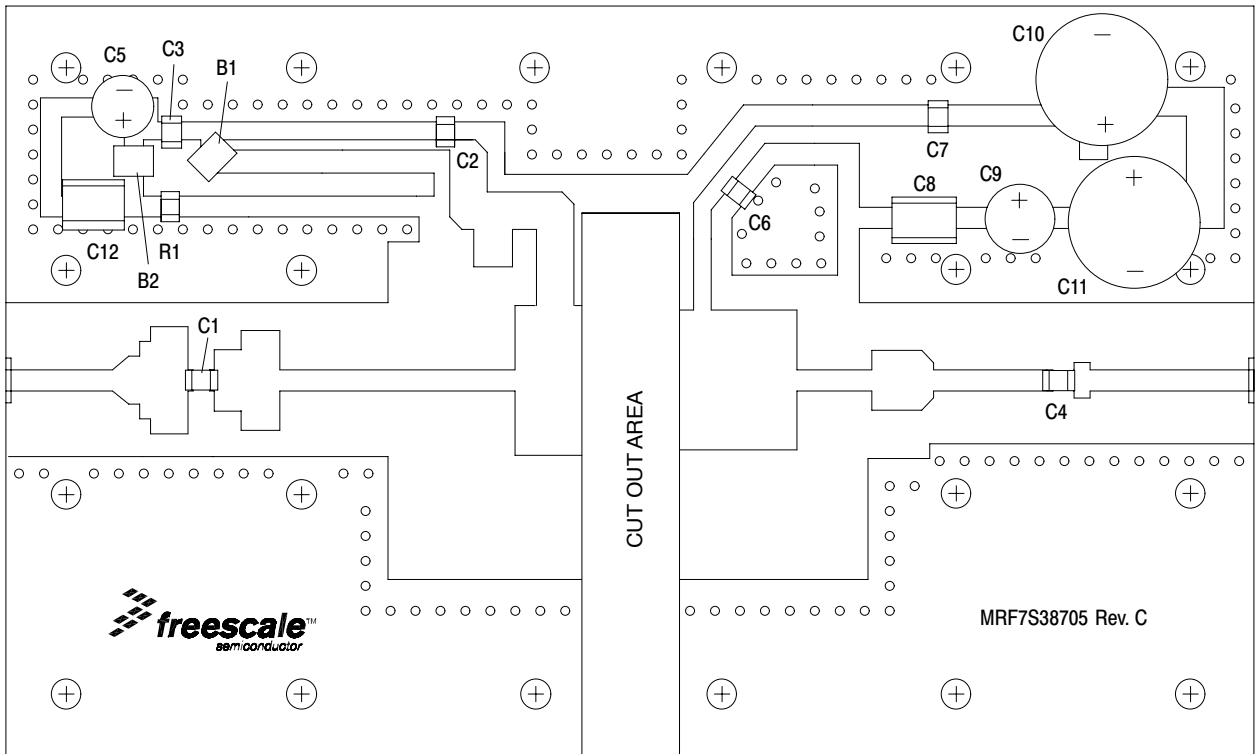 C5
C3
B1
C10
C2
C7
C6
C8
C9
C12
R1
B2
C11
C1
C4
CUT OUT AREA
freescale™
semiconductor
MRF7S38705 Rev. C